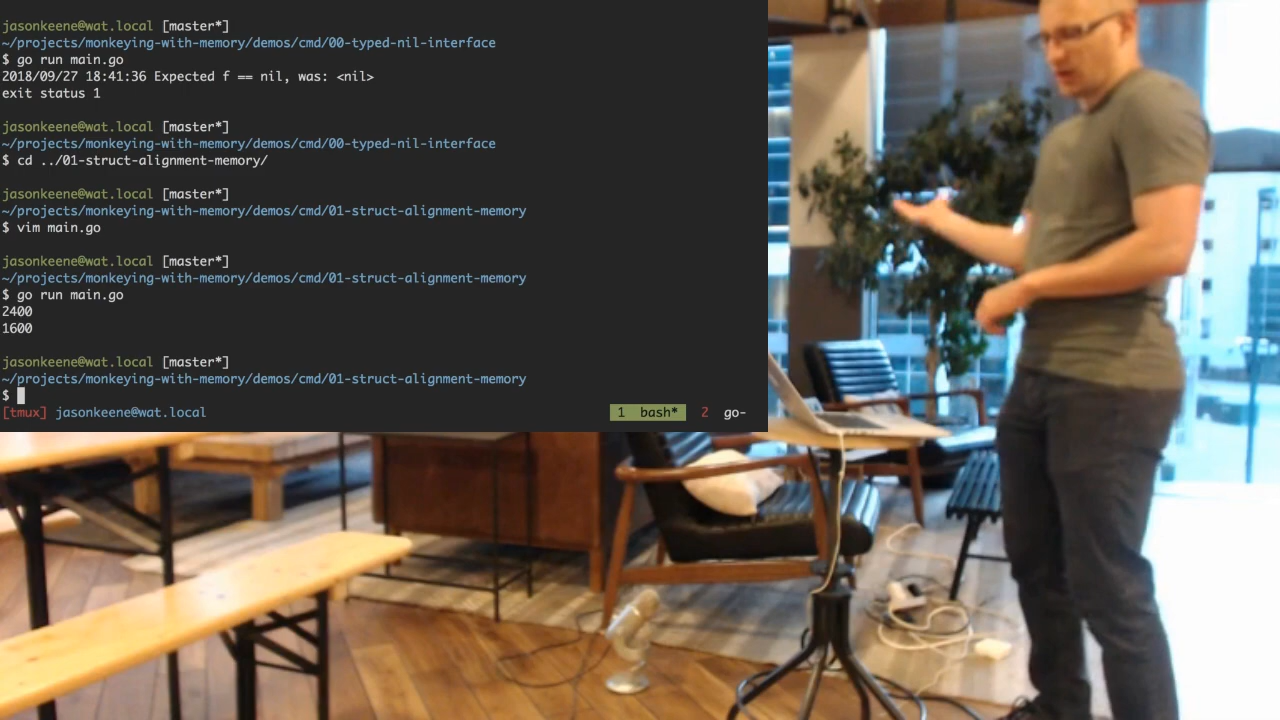 jasonkeene@wat.local [master*]
~/projects/monkeying-with-memory/demos/cmd/00-typed-nil-interface
$ go run main.go
2018/09/27 18:41:36 Expected f == nil, was: <nil>
exit status 1
jasonkeene@wat.local [master*]
~/projects/monkeying-with-memory/demos/cmd/00-typed-nil-interface
$ cd ../01-struct-alignment-memory/
jasonkeene@wat.local [master*]
~/projects/monkeying-with-memory/demos/cmd/01-struct-alignment-memory
$ vim main.go
jasonkeene@wat.local [master*]
~/projects/monkeying-with-memory/demos/cmd/01-struct-alignment-memory
$ go run main.go
2400
1600
jasonkeene@wat.local [master*]
~/projects/monkeying-with-memory/demos/cmd/01-struct-alignment-memory
$
[tmux] jasonkeene@wat.local 1 bash* 2 go-